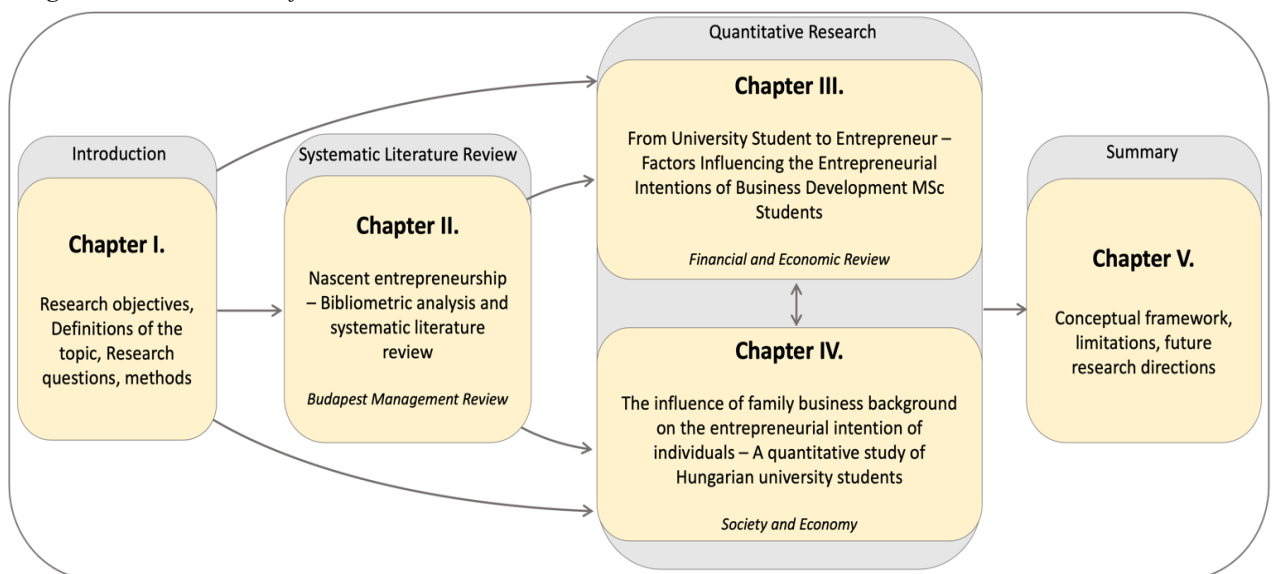 Introduction
Chapter I.
Research objectives,
Definitions of the
topic, Research
questions, methods
Systematic Literature Review
Chapter II.
Nascent entrepreneurship
– Bibliometric analysis and
systematic literature
review
Budapest Management Review
Quantitative Research
Chapter III.
From University Student to Entrepreneur –
Factors Influencing the Entrepreneurial
Intentions of Business Development MSc
Students
Financial and Economic Review
Chapter IV.
The influence of family business background
on the entrepreneurial intention of
individuals – A quantitative study of
Hungarian university students
Society and Economy
Summary
Chapter V.
Conceptual framework,
limitations, future
research directions